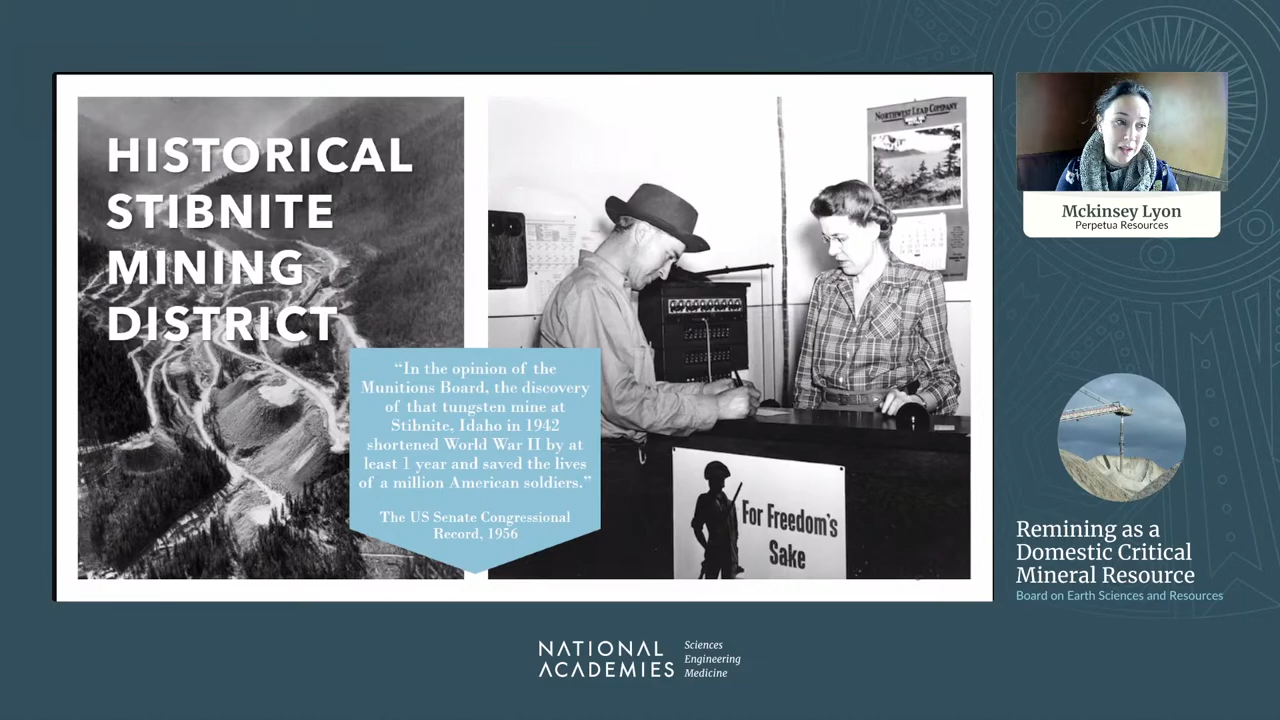 HISTORICAL
STIBNITE
MINING
DISTRICT
“In the opinion of the
Munitions Board, the discovery
of that tungsten mine at
Stibnite, Idaho in 1942
shortened World War II by at
least 1 year and saved the lives
of a million American soldiers.”
The US Senate Congressional
Record, 1956
NORTHWEST LEAD COMPANY
For Freedom's
Sake
Mckinsey Lyon
Perpetua Resources
Remining as a
Domestic Critical
Mineral Resource
Board on Earth Sciences and Resources
NATIONAL
ACADEMIES
Sciences
Engineering
Medicine